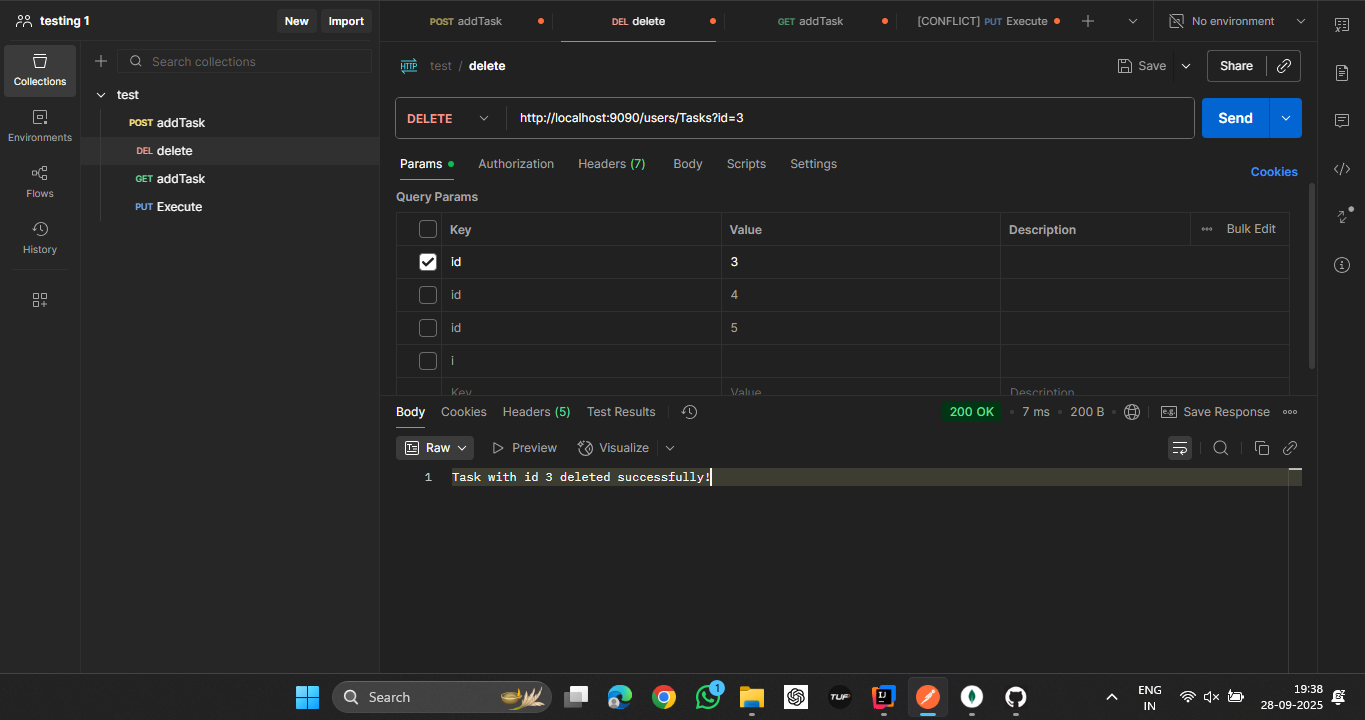 testing 1
New
Import
POST addTask
DEL delete
GET addTask
[CONFLICT] PUT Execute
No environment
Collections
Environments
Flows
History
Search collections
test
POST addTask
DEL delete
GET addTask
PUT Execute
HTTP test / delete
Save
Share
DELETE
http://localhost:9090/users/Tasks?id=3
Send
Params
Authorization
Headers (7)
Body
Scripts
Settings
Cookies
Query Params
Key Value Description Bulk Edit
id 3
id 4
id 5
i
Key Value Description
Body Cookies Headers (5) Test Results
200 OK • 7 ms • 200 B
e.g. Save Response
Raw
Preview
Visualize
1 Task with id 3 deleted successfully!
Search
1
TUF
IJ
ENG
IN
19:38
28-09-2025